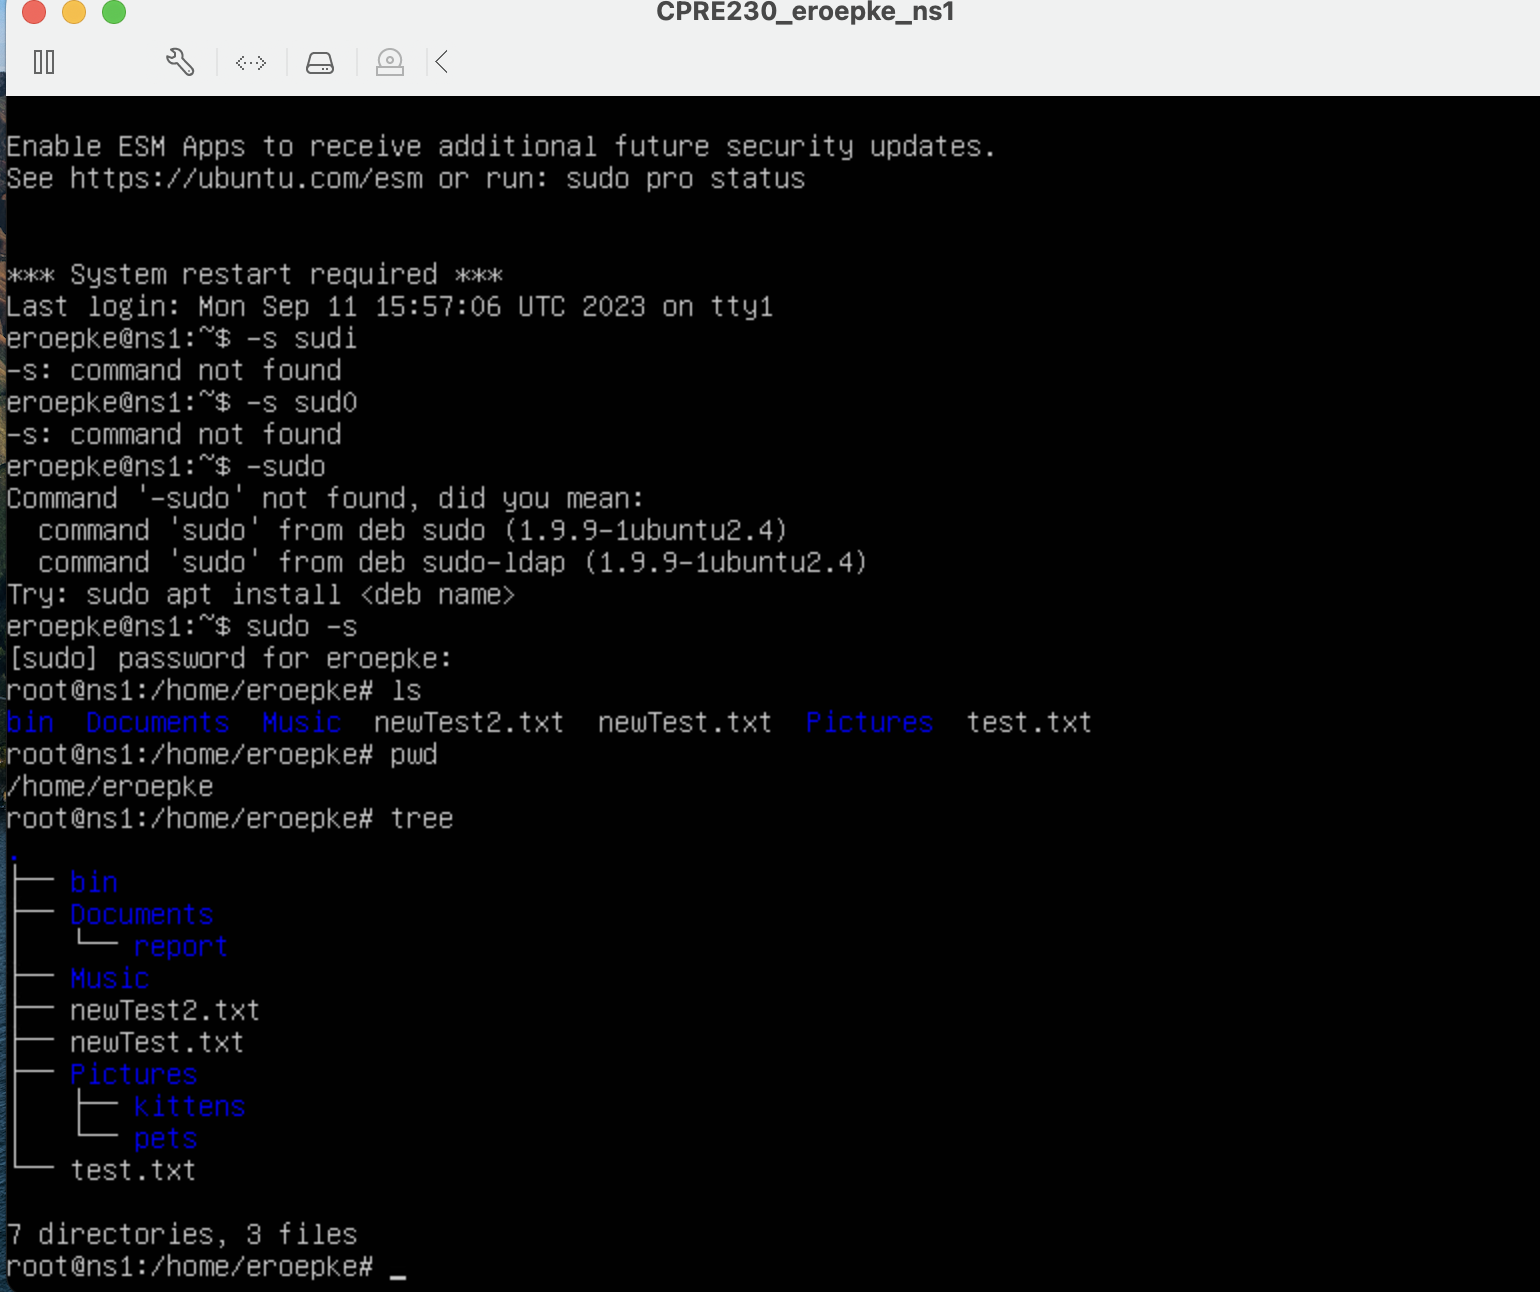 CPRE230_eroepke_ns1
Enable ESM Apps to receive additional future security updates.
See https://ubuntu.com/esm or run: sudo pro status
*** System restart required ***
Last login: Mon Sep 11 15:57:06 UTC 2023 on tty1
eroepke@ns1:~$ -s sudi
-s: command not found
eroepke@ns1:~$ -s sud0
-s: command not found
eroepke@ns1:~$ -sudo
Command '-sudo' not found, did you mean:
  command 'sudo' from deb sudo (1.9.9-1ubuntu2.4)
  command 'sudo' from deb sudo-ldap (1.9.9-1ubuntu2.4)
Try: sudo apt install <deb name>
eroepke@ns1:~$ sudo -s
[sudo] password for eroepke:
root@ns1:/home/eroepke# ls
bin  Documents  Music  newTest2.txt  newTest.txt  Pictures  test.txt
root@ns1:/home/eroepke# pwd
/home/eroepke
root@ns1:/home/eroepke# tree
.
├── bin
├── Documents
│   └── report
├── Music
├── newTest2.txt
├── newTest.txt
├── Pictures
│   ├── kittens
│   └── pets
└── test.txt
7 directories, 3 files
root@ns1:/home/eroepke# _